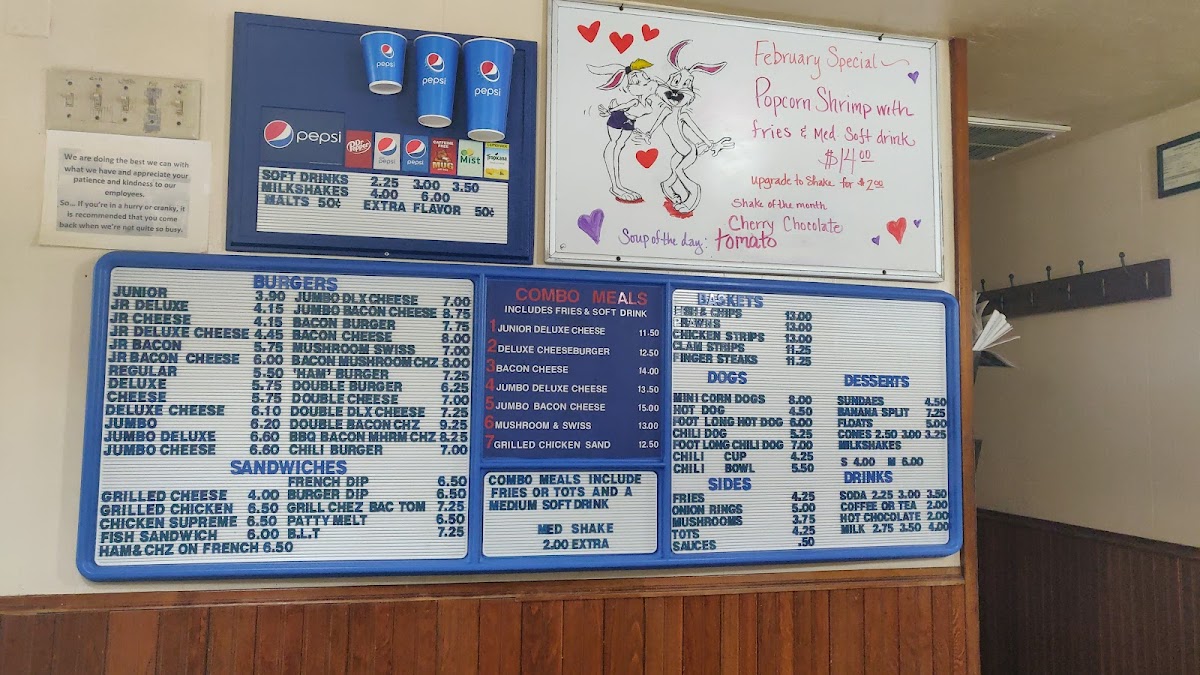 We are doing the best we can with
what we have and appreciate your
patience and kindness to our
employees.
So... If you're in a hurry or cranky, it
is recommended that you come
back when we're not quite so busy.
pepsi
pepsi
pepsi
pepsi
Dr Pepper
pepsi
pepsi
CAFFEINE FREE
MUG
Mist
Tropicana
SOFT DRINKS 2.25 3.00 3.50
MILKSHAKES 4.00 6.00
MALTS 50¢ EXTRA FLAVOR 50¢
February Special
Popcorn Shrimp with
fries & Med Soft drink
$14.00
upgrade to Shake for $2.00
Shake of the month
Cherry Chocolate
Soup of the day: tomato
BURGERS
JUNIOR 3.90
JR DELUXE 4.15
JR CHEESE 4.15
JR DELUXE CHEESE 4.40
JR BACON 5.75
JR BACON CHEESE 6.00
REGULAR 5.50
DELUXE 5.75
CHEESE 5.75
DELUXE CHEESE 6.10
JUMBO 6.20
JUMBO DELUXE 6.60
JUMBO CHEESE 6.60
JUMBO DLX CHEESE 7.00
JUMBO BACON CHEESE 8.75
BACON BURGER 7.75
BACON CHEESE 8.00
MUSHROOM SWISS 7.00
BACON MUSHROOM CHZ 8.00
'HAM' BURGER 7.25
DOUBLE BURGER 6.25
DOUBLE CHEESE 7.00
DOUBLE DLX CHEESE 7.25
DOUBLE BACON CHZ 9.25
BBQ BACON MHRM CHZ 8.25
CHILI BURGER 7.00
SANDWICHES
GRILLED CHEESE 4.00
GRILLED CHICKEN 6.50
CHICKEN SUPREME 6.50
FISH SANDWICH 6.00
HAM& CHZ ON FRENCH 6.50
FRENCH DIP 6.50
BURGER DIP 6.50
GRILL CHEZ BAC TOM 7.25
PATTY MELT 6.50
B.L.T 7.25
COMBO MEALS
INCLUDES FRIES & SOFT DRINK
1 JUNIOR DELUXE CHEESE 11.50
2 DELUXE CHEESEBURGER 12.50
3 BACON CHEESE 14.00
4 JUMBO DELUXE CHEESE 13.50
5 JUMBO BACON CHEESE 15.00
6 MUSHROOM & SWISS 13.00
7 GRILLED CHICKEN SAND 12.50
COMBO MEALS INCLUDE
FRIES OR TOTS AND A
MEDIUM SOFT DRINK
MED SHAKE
2.00 EXTRA
BASKETS
FISH & CHIPS 13.00
PRAWNS 13.00
CHICKEN STRIPS 13.00
CLAM STRIPS 11.25
FINGER STEAKS 11.25
DOGS
MINI CORN DOGS 8.00
HOT DOG 4.50
FOOT LONG HOT DOG 6.00
CHILI DOG 5.25
FOOT LONG CHILI DOG 7.00
CHILI CUP 4.25
CHILI BOWL 5.50
SIDES
FRIES 4.25
ONION RINGS 5.00
MUSHROOMS 3.75
TOTS 4.25
SAUCES .50
DESSERTS
SUNDAES 4.50
BANANA SPLIT 7.25
FLOATS 5.00
CONES 2.50 3.00 3.25
MILKSHAKES
S 4.00 M 6.00
DRINKS
SODA 2.25 3.00 3.50
COFFEE OR TEA 2.00
HOT CHOCOLATE 2.00
MILK 2.75 3.50 4.00